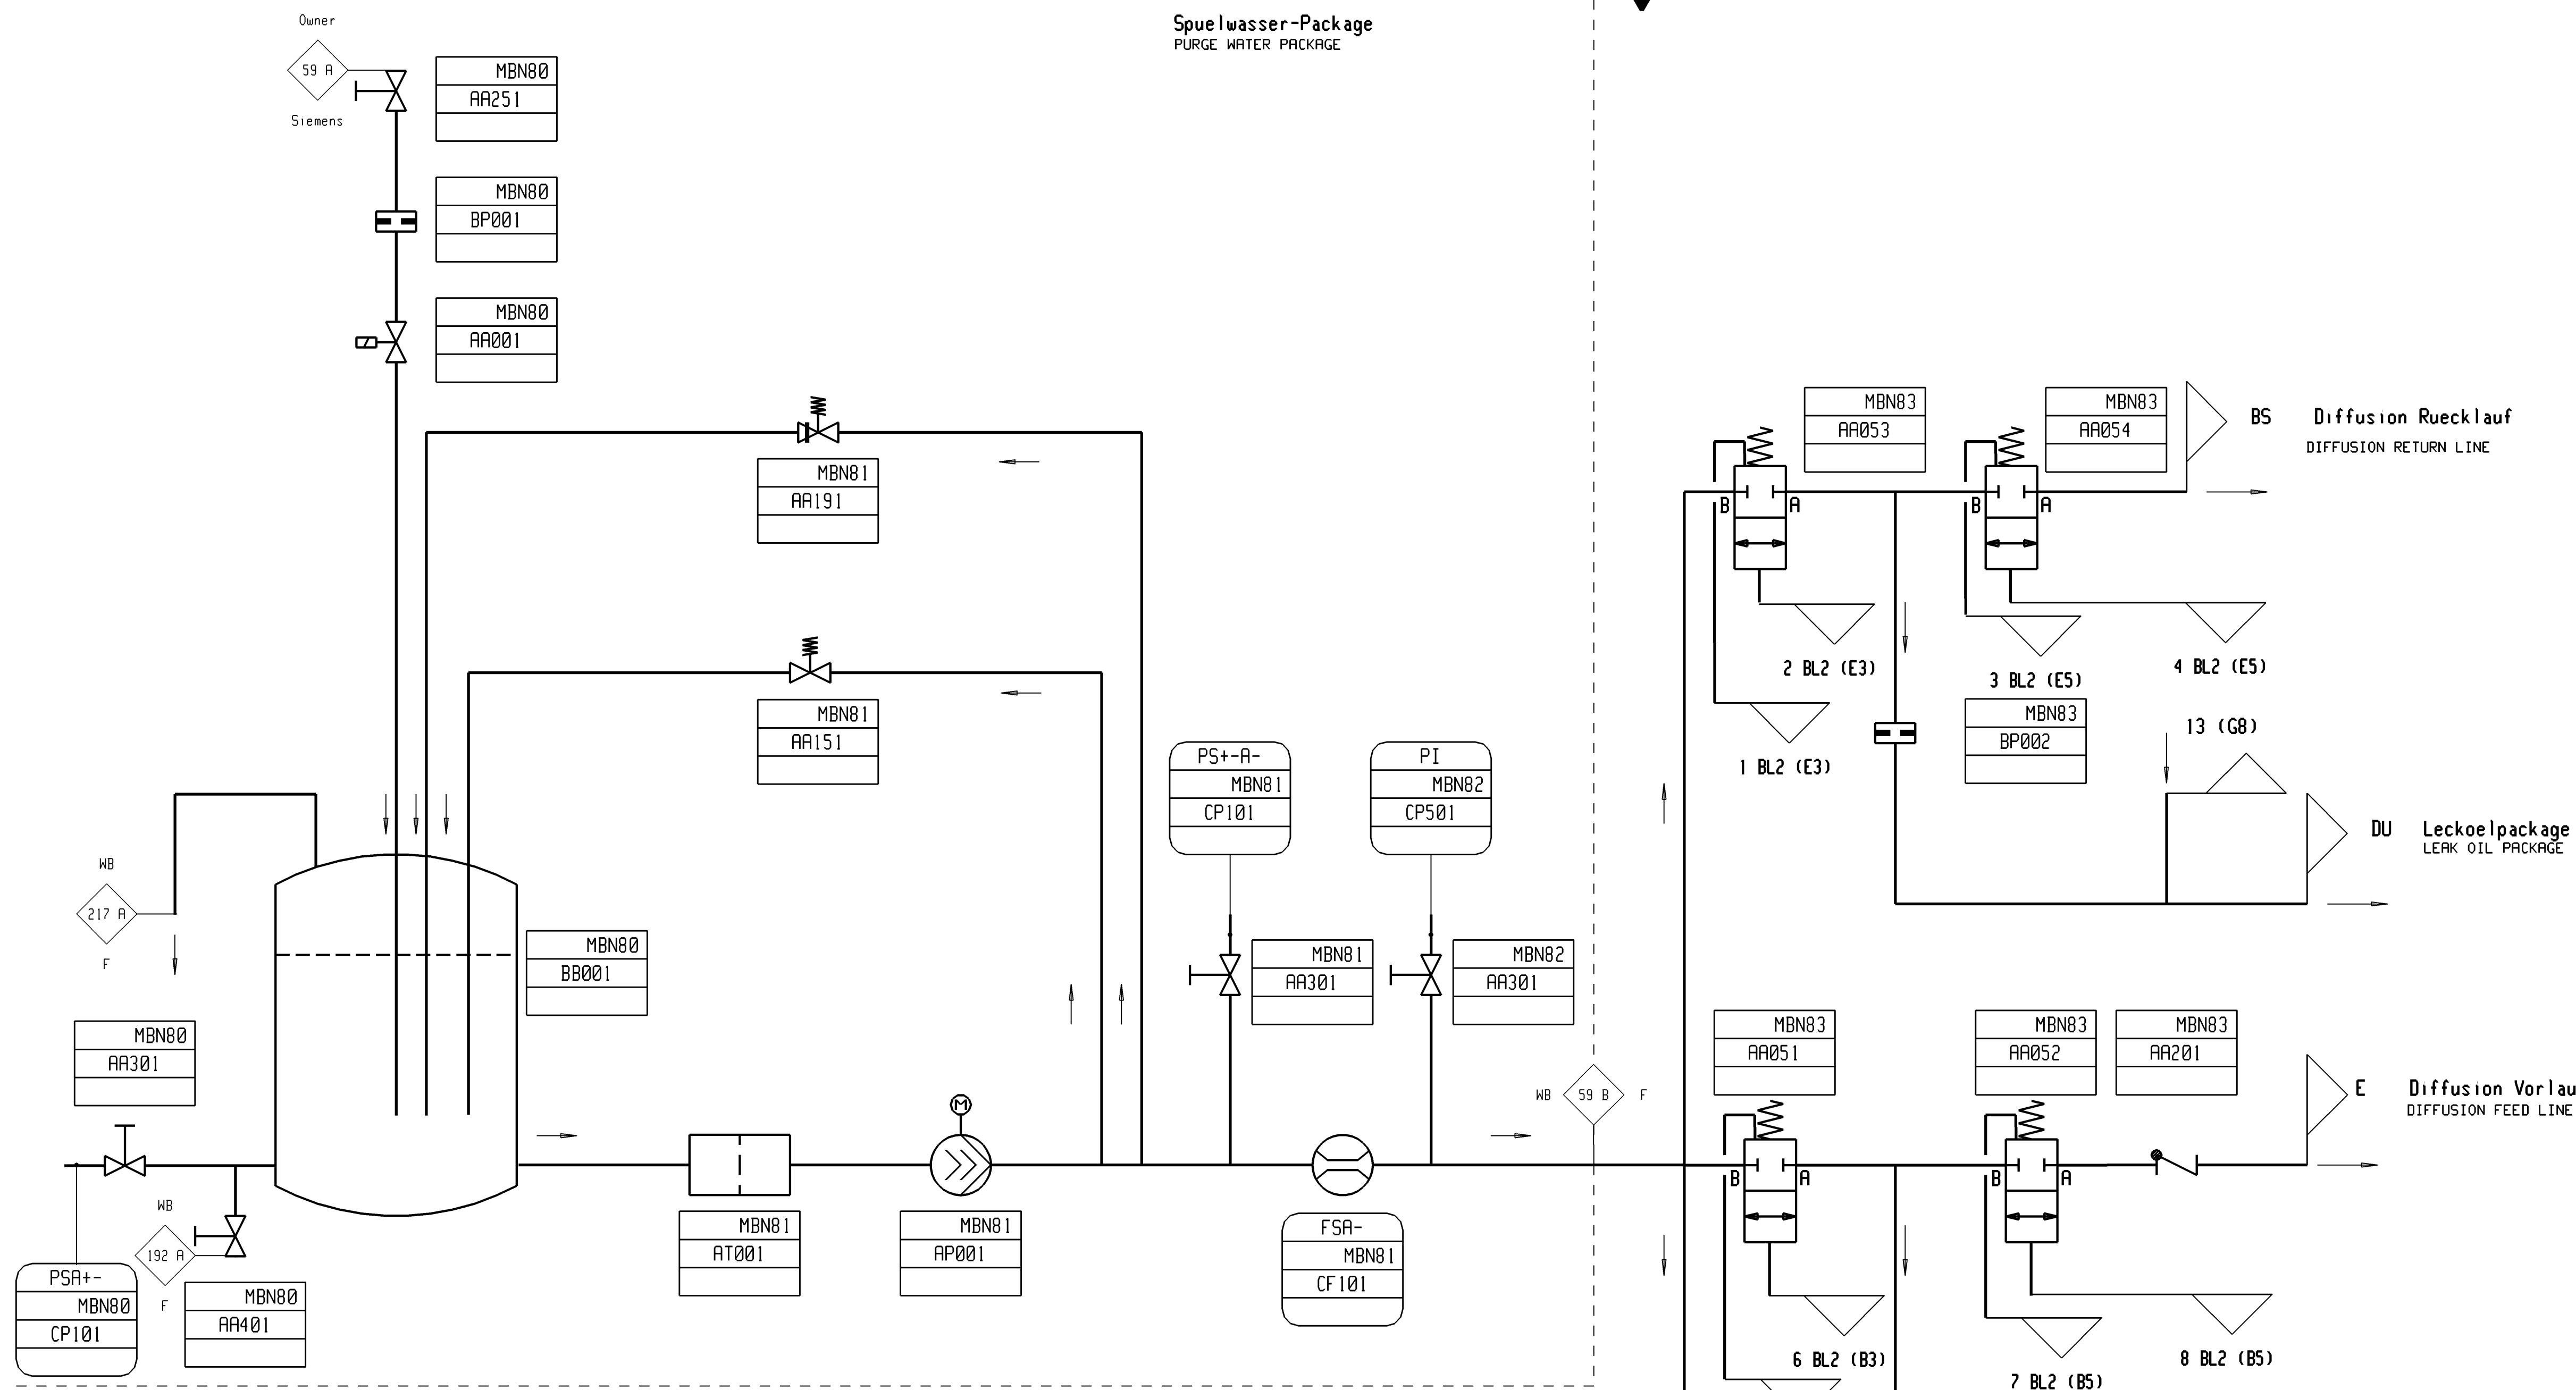 Owner
59 A
Siemens
MBN80
AA251
MBN80
BP001
MBN80
AA001
Spuelwasser-Package
PURGE WATER PACKAGE
MBN81
AA191
MBN81
AA151
MBN83
AA053
MBN83
AA054
BS Diffusion Ruecklauf
DIFFUSION RETURN LINE
B A
B A
2 BL2 (E3)
3 BL2 (E5)
4 BL2 (E5)
1 BL2 (E3)
MBN83
BP002
13 (G8)
DU Leckoelpackage
LEAK OIL PACKAGE
PS+-A-
MBN81
CP101
PI
MBN82
CP501
WB
217 A
F
MBN80
BB001
MBN81
AA301
MBN82
AA301
MBN80
AA301
WB
59 B
F
MBN83
AA051
MBN83
AA052
MBN83
AA201
E Diffusion Vorlau
DIFFUSION FEED LINE
M
B A
B A
WB
192 A
F
PSA+-
MBN80
CP101
MBN80
AA401
MBN81
AT001
MBN81
AP001
FSA-
MBN81
CF101
6 BL2 (B3)
7 BL2 (B5)
8 BL2 (B5)